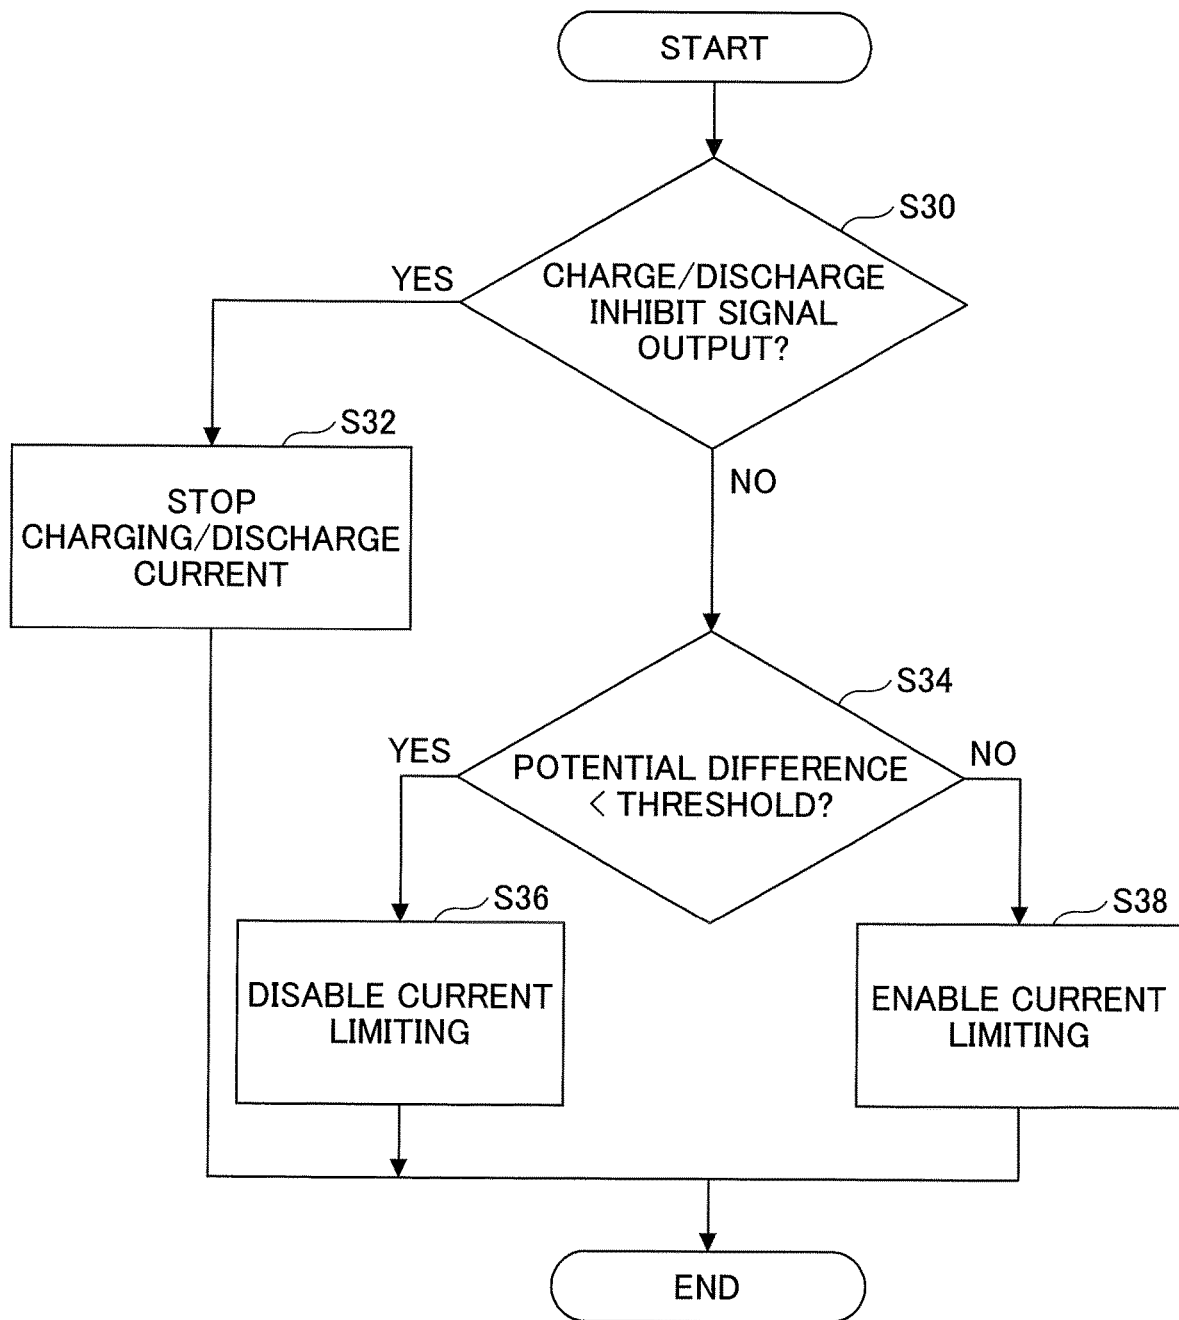 START
S30
CHARGE/DISCHARGE
INHIBIT SIGNAL
OUTPUT?
YES
NO
S32
STOP
CHARGING/DISCHARGE
CURRENT
S34
POTENTIAL DIFFERENCE
< THRESHOLD?
YES
NO
S36
DISABLE CURRENT
LIMITING
S38
ENABLE CURRENT
LIMITING
END